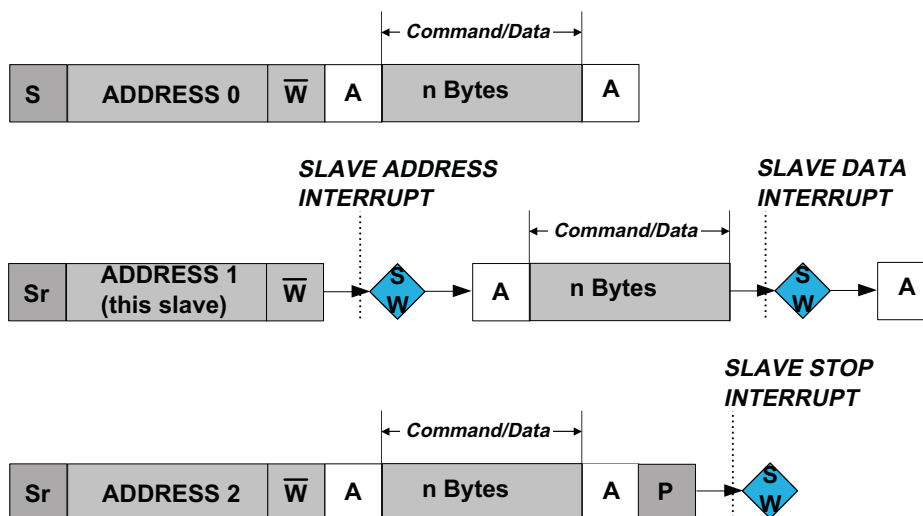 Command/Data
S ADDRESS 0 W̅ A n Bytes A
SLAVE ADDRESS
INTERRUPT
SLAVE DATA
INTERRUPT
Command/Data
Sr ADDRESS 1
(this slave)
W̅
S
W
A n Bytes
S
W
A
SLAVE STOP
INTERRUPT
Command/Data
Sr ADDRESS 2 W̅ A n Bytes A P
S
W